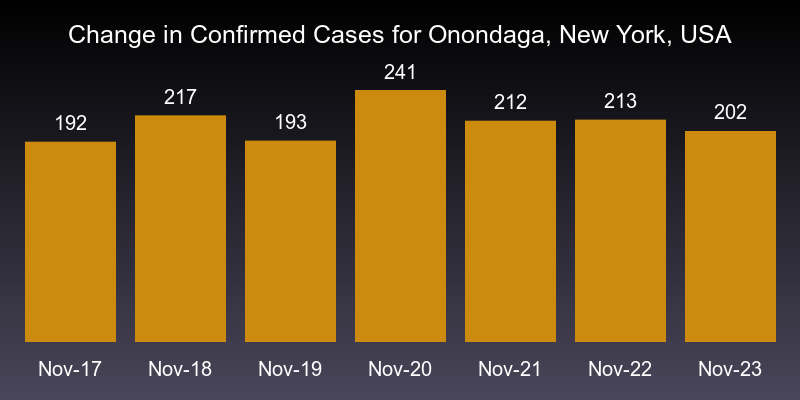 Change in Confirmed Cases for Onondaga, New York, USA
192 217 193 241 212 213 202
Nov-17 Nov-18 Nov-19 Nov-20 Nov-21 Nov-22 Nov-23